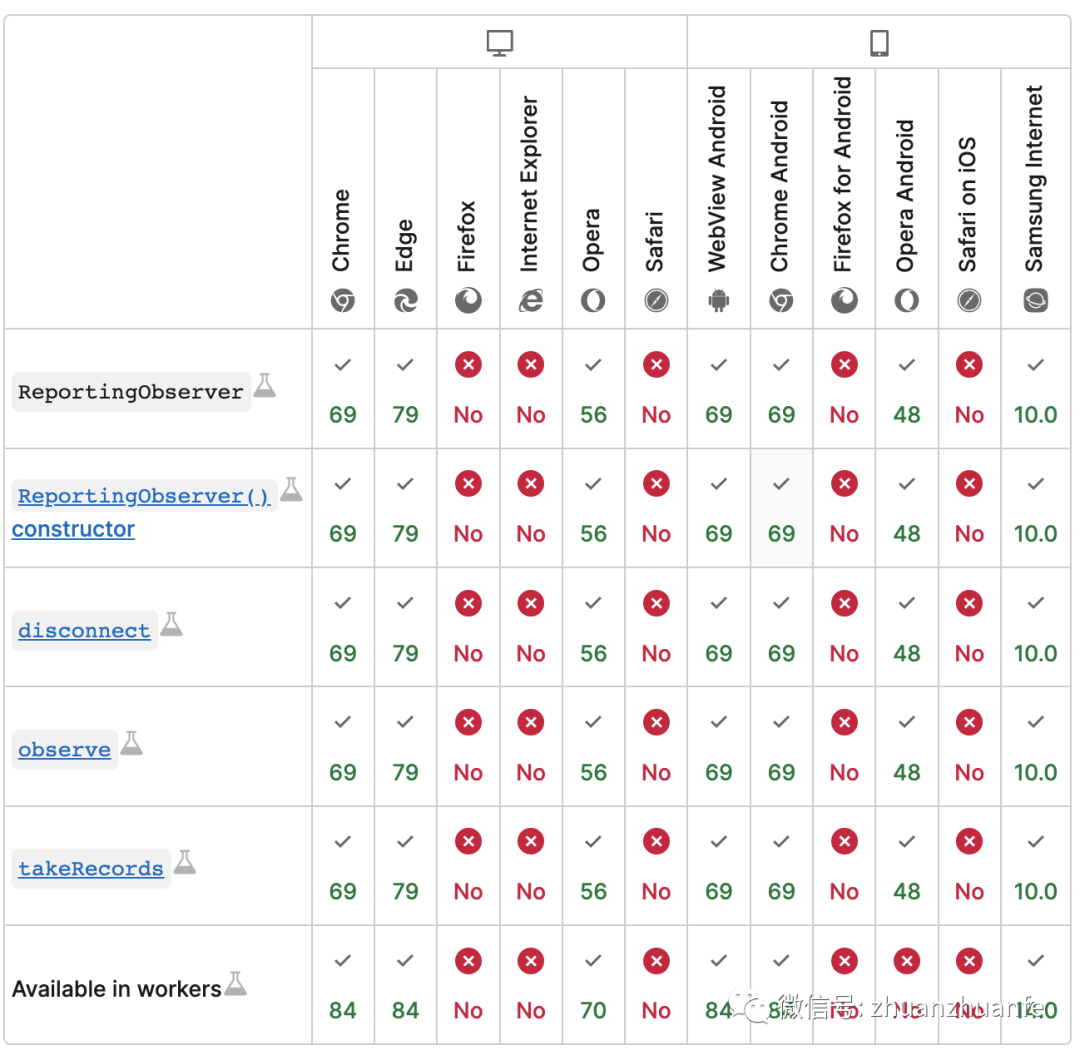 Chrome
Edge
Firefox
Internet Explorer
Opera
Safari
WebView Android
Chrome Android
Firefox for Android
Opera Android
Safari on iOS
Samsung Internet
ReportingObserver
69 79 No No 56 No 69 69 No 48 No 10.0
ReportingObserver()
constructor
69 79 No No 56 No 69 69 No 48 No 10.0
disconnect
69 79 No No 56 No 69 69 No 48 No 10.0
observe
69 79 No No 56 No 69 69 No 48 No 10.0
takeRecords
69 79 No No 56 No 69 69 No 48 No 10.0
Available in workers
84 84 No No 70 No 84 No No No 14.0
微信号: zhuanzhuanfe